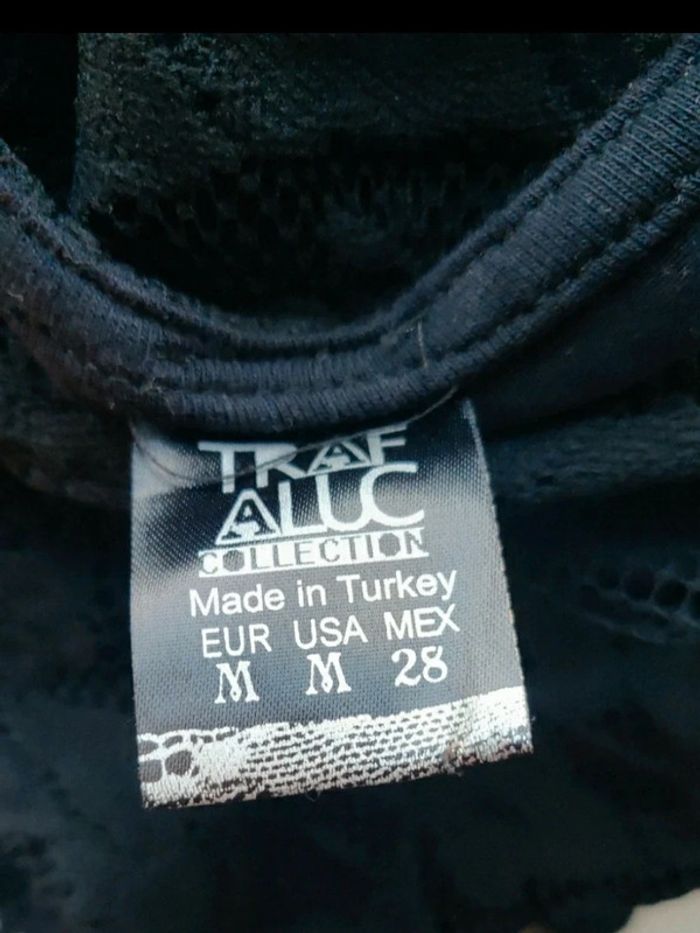 TRAF
ALUC
COLLECTION
Made in Turkey
EUR USA MEX
M M 28